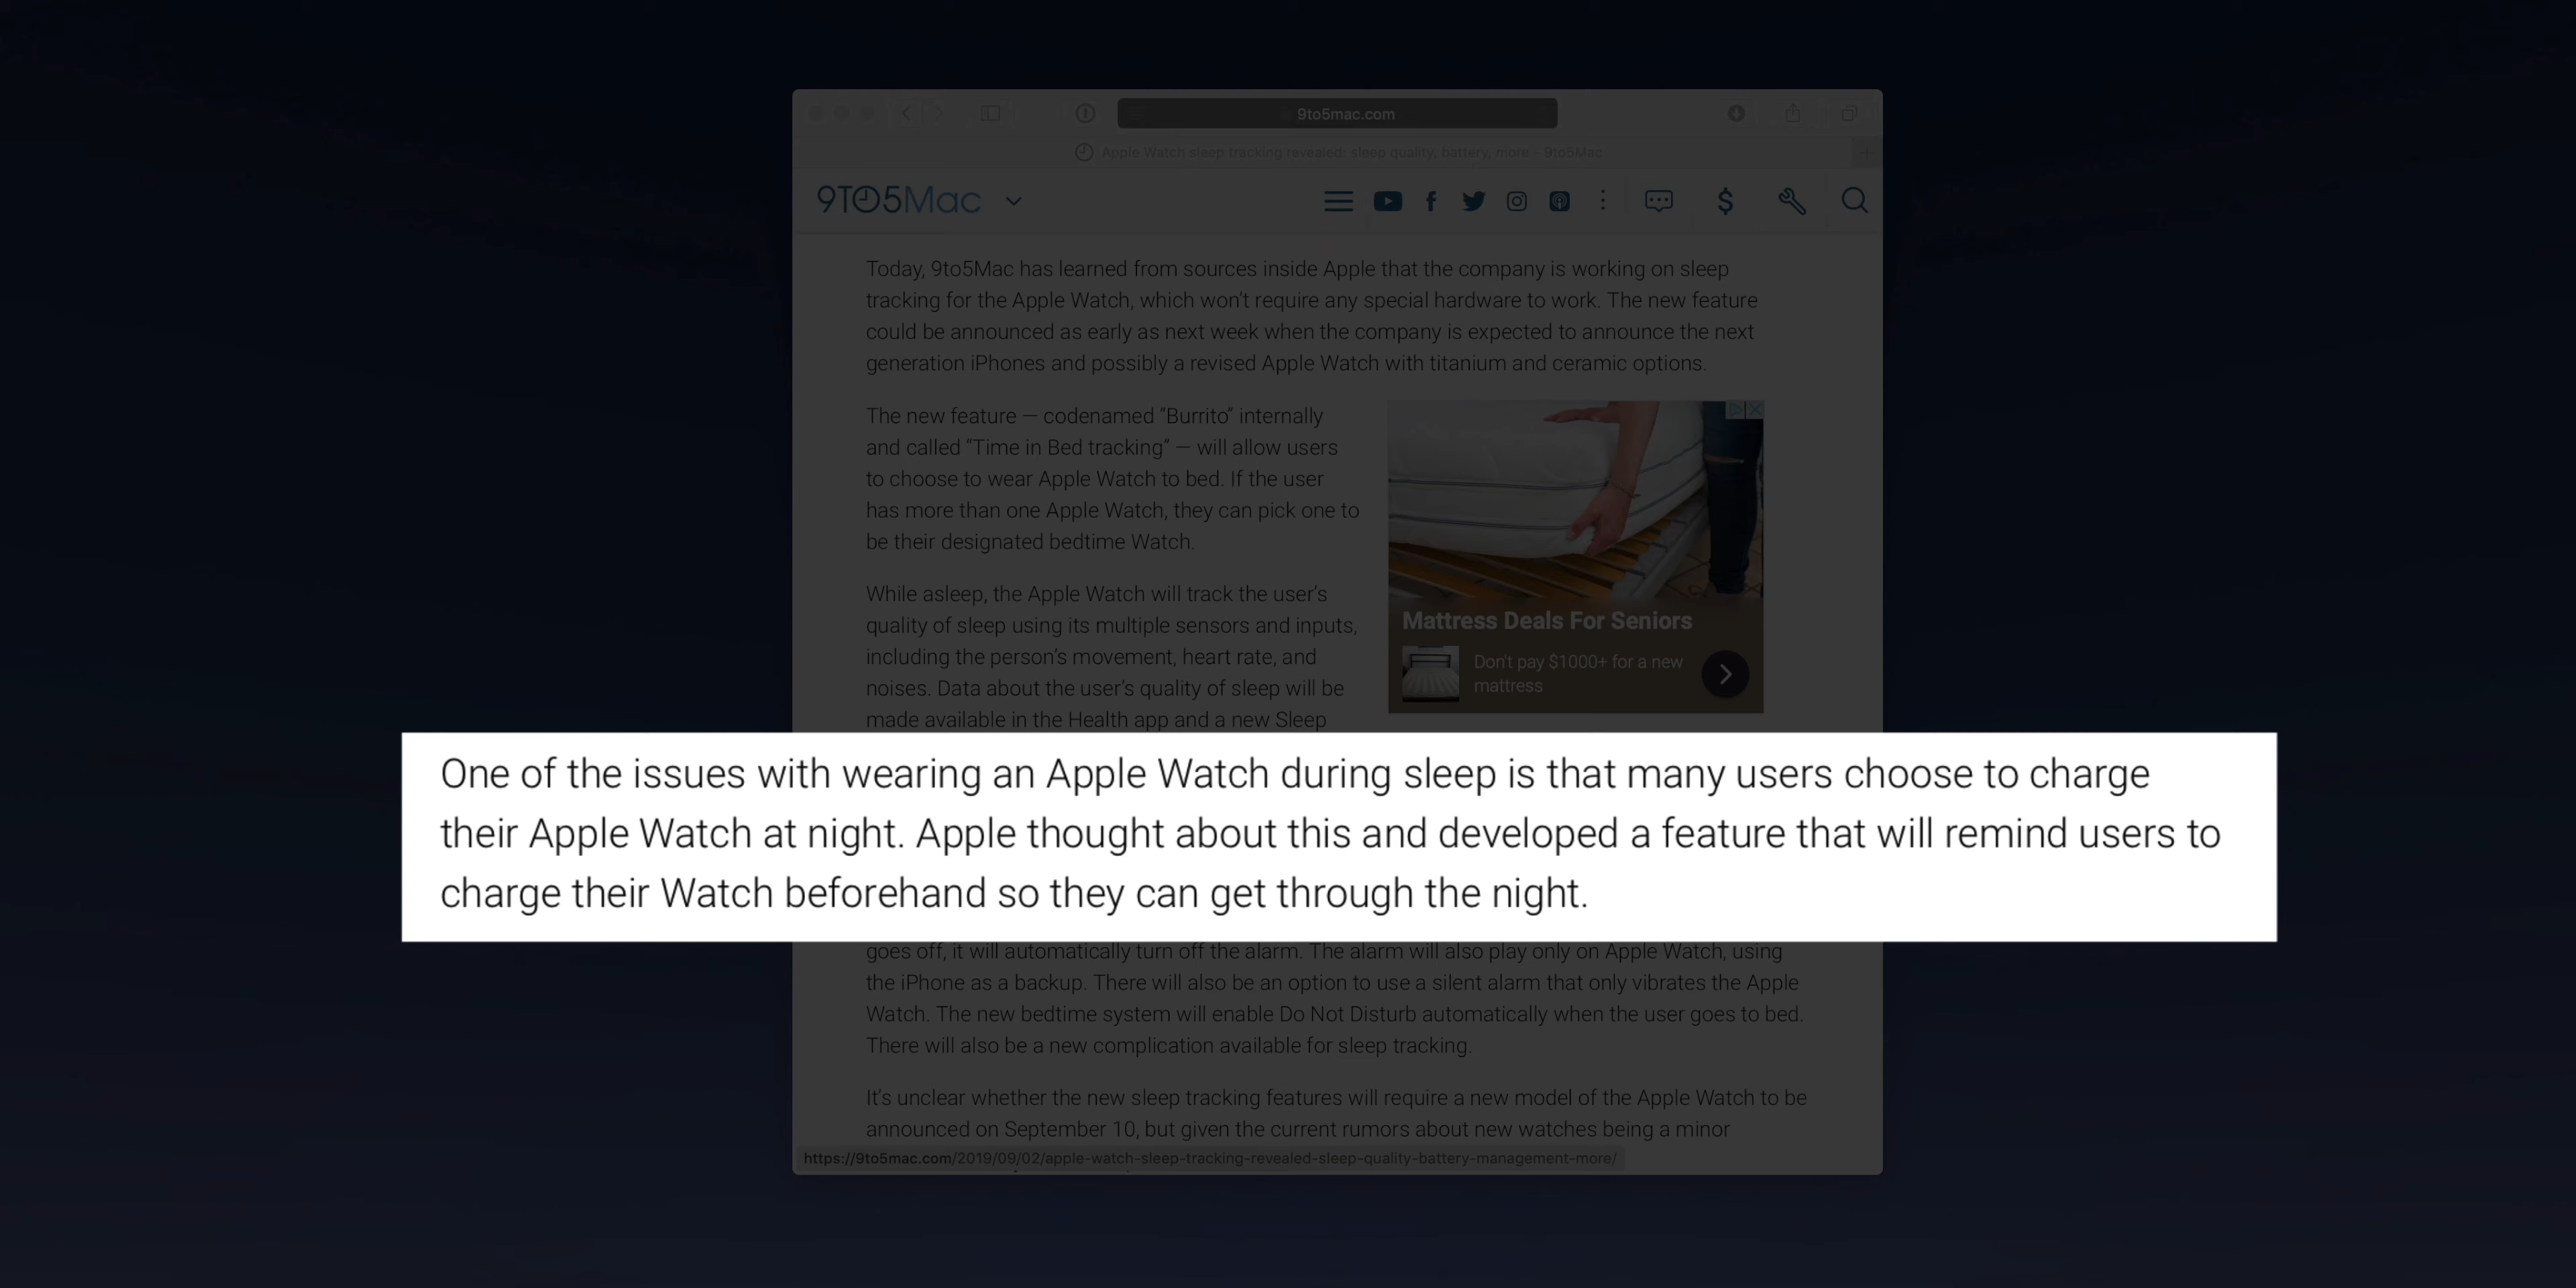 9to5mac.com
Apple Watch sleep tracking revealed: sleep quality, battery, more - 9to5Mac
9TO5Mac
Today, 9to5Mac has learned from sources inside Apple that the company is working on sleep
tracking for the Apple Watch, which won't require any special hardware to work. The new feature
could be announced as early as next week when the company is expected to announce the next
generation iPhones and possibly a revised Apple Watch with titanium and ceramic options.
The new feature — codenamed “Burrito” internally
and called “Time in Bed tracking” — will allow users
to choose to wear Apple Watch to bed. If the user
has more than one Apple Watch, they can pick one to
be their designated bedtime Watch.
While asleep, the Apple Watch will track the user's
quality of sleep using its multiple sensors and inputs,
including the person's movement, heart rate, and
noises. Data about the user's quality of sleep will be
made available in the Health app and a new Sleep
Mattress Deals For Seniors
Don't pay $1000+ for a new
mattress
One of the issues with wearing an Apple Watch during sleep is that many users choose to charge
their Apple Watch at night. Apple thought about this and developed a feature that will remind users to
charge their Watch beforehand so they can get through the night.
goes off, it will automatically turn off the alarm. The alarm will also play only on Apple Watch, using
the iPhone as a backup. There will also be an option to use a silent alarm that only vibrates the Apple
Watch. The new bedtime system will enable Do Not Disturb automatically when the user goes to bed.
There will also be a new complication available for sleep tracking.
It's unclear whether the new sleep tracking features will require a new model of the Apple Watch to be
announced on September 10, but given the current rumors about new watches being a minor
https://9to5mac.com/2019/09/02/apple-watch-sleep-tracking-revealed-sleep-quality-battery-management-more/